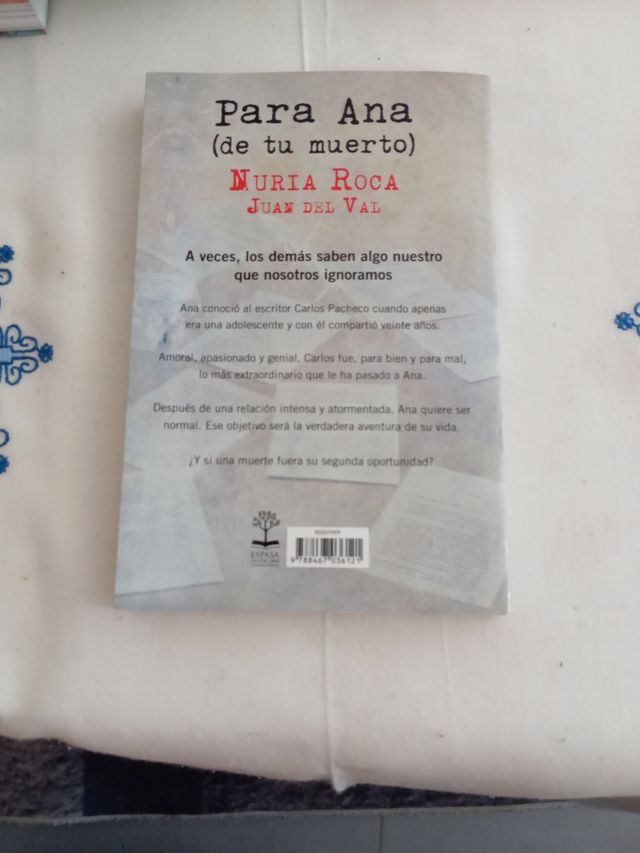 Para Ana
(de tu muerto)
NURIA ROCA
JUAN DEL VAL
A veces, los demás saben algo nuestro
que nosotros ignoramos
Ana conoció al escritor Carlos Pacheco cuando apenas
era una adolescente y con él compartió veinte años.
Amoral, apasionado y genial, Carlos fue, para bien y para mal,
lo más extraordinario que le ha pasado a Ana.
Después de una relación intensa y atormentada, Ana quiere ser
normal. Ese objetivo será la verdadera aventura de su vida.
¿Y si una muerte fuera su segunda oportunidad?
ESPASA
9 788467 036121